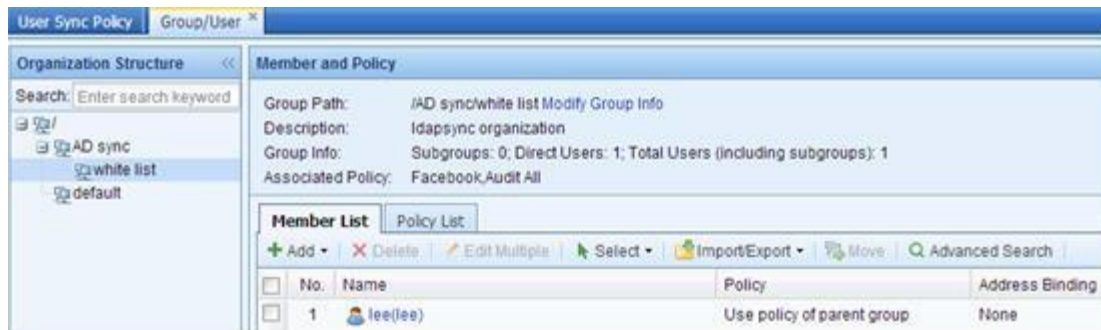 User Sync Policy Group/User ×
Organization Structure «
Search: Enter search keyword
/
AD sync
white list
default
Member and Policy
Group Path: /AD sync/white list Modify Group Info
Description: ldapsync organization
Group Info: Subgroups: 0; Direct Users: 1; Total Users (including subgroups): 1
Associated Policy: Facebook,Audit All
Member List Policy List
Add Delete Edit Multiple Select Import/Export Move Advanced Search
No. Name Policy Address Binding
1 lee(lee) Use policy of parent group None